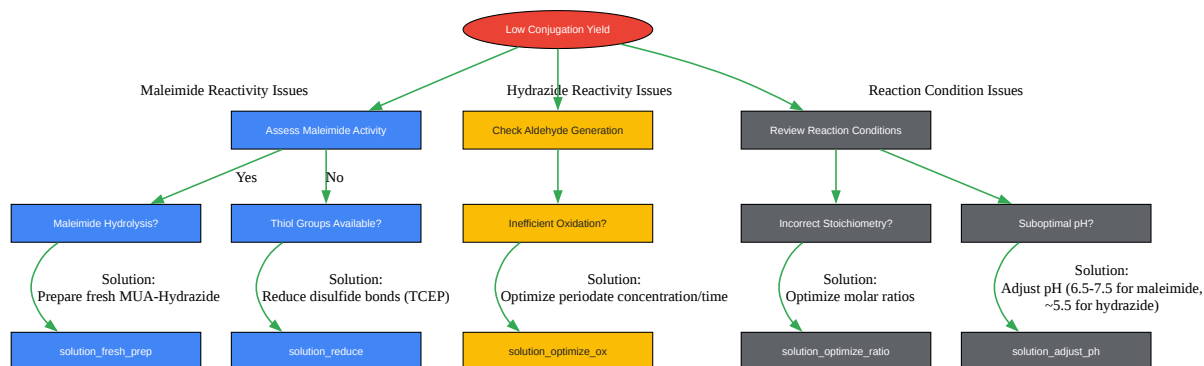 Low Conjugation Yield
Maleimide Reactivity Issues
Hydrazide Reactivity Issues
Reaction Condition Issues
Assess Maleimide Activity
Check Aldehyde Generation
Review Reaction Conditions
Yes
No
Maleimide Hydrolysis?
Thiol Groups Available?
Inefficient Oxidation?
Incorrect Stoichiometry?
Suboptimal pH?
Solution:
Prepare fresh MUA-Hydrazide
Solution:
Reduce disulfide bonds (TCEP)
Solution:
Optimize periodate concentration/time
Solution:
Optimize molar ratios
Solution:
Adjust pH (6.5-7.5 for maleimide,
~5.5 for hydrazide)
solution_fresh_prep
solution_reduce
solution_optimize_ox
solution_optimize_ratio
solution_adjust_ph